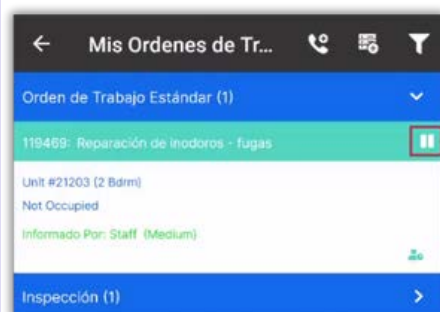 Mis Ordenes de Tr...
Orden de Trabajo Estándar (1)
119469: Reparación de inodoros - fugas
Unit #21203 (2 Bdrm)
Not Occupied
Informado Por: Staff (Medium)
Inspección (1)